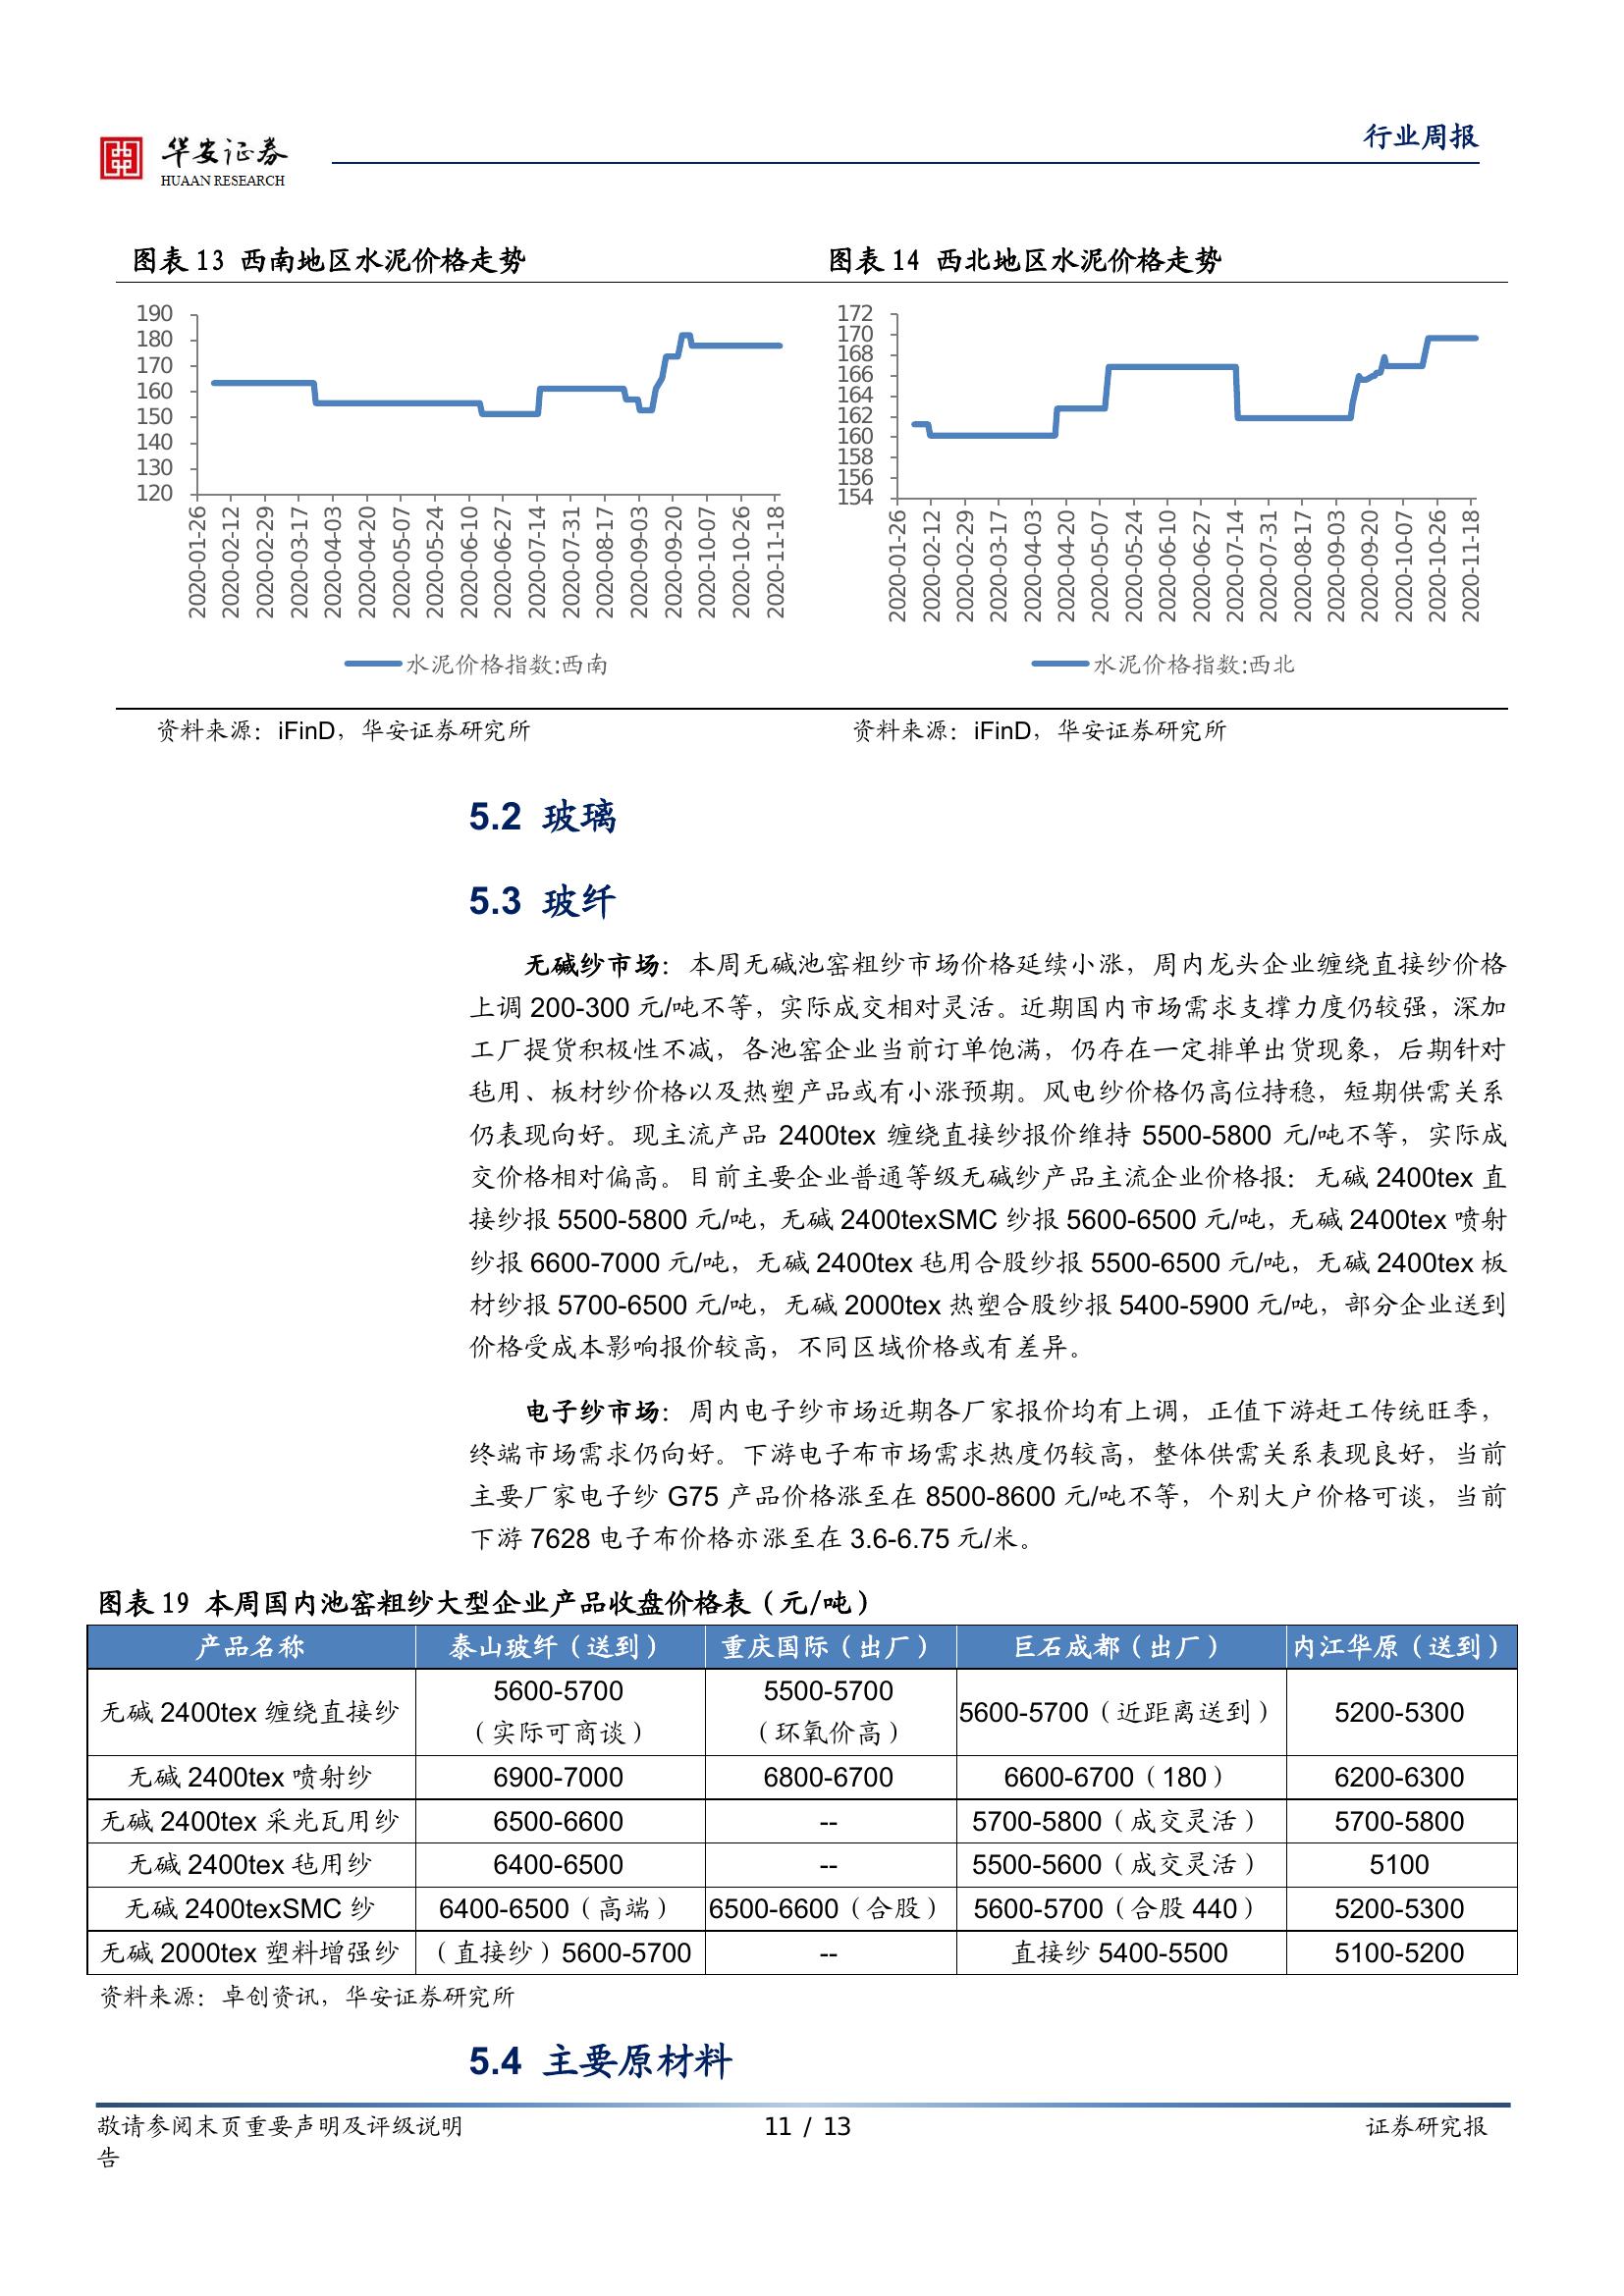 华安证券
HUAAN RESEARCH
行业周报
图表 13 西南地区水泥价格走势
190
180
170
160
150
140
130
120
2020-01-26
2020-02-12
2020-02-29
2020-03-17
2020-04-03
2020-04-20
2020-05-07
2020-05-24
2020-06-10
2020-06-27
2020-07-14
2020-07-31
2020-08-17
2020-09-03
2020-09-20
2020-10-07
2020-10-26
2020-11-18
水泥价格指数:西南
资料来源：iFinD，华安证券研究所
图表 14 西北地区水泥价格走势
172
170
168
166
164
162
160
158
156
154
2020-01-26
2020-02-12
2020-02-29
2020-03-17
2020-04-03
2020-04-20
2020-05-07
2020-05-24
2020-06-10
2020-06-27
2020-07-14
2020-07-31
2020-08-17
2020-09-03
2020-09-20
2020-10-07
2020-10-26
2020-11-18
水泥价格指数:西北
资料来源：iFinD，华安证券研究所
5.2 玻璃
5.3 玻纤
无碱纱市场：本周无碱池窑粗纱市场价格延续小涨，周内龙头企业缠绕直接纱价格
上调 200-300 元/吨不等，实际成交相对灵活。近期国内市场需求支撑力度仍较强，深加
工厂提货积极性不减，各池窑企业当前订单饱满，仍存在一定排单出货现象，后期针对
毡用、板材纱价格以及热塑产品或有小涨预期。风电纱价格仍高位持稳，短期供需关系
仍表现向好。现主流产品 2400tex 缠绕直接纱报价维持 5500-5800 元/吨不等，实际成
交价格相对偏高。目前主要企业普通等级无碱纱产品主流企业价格报：无碱 2400tex 直
接纱报 5500-5800 元/吨，无碱 2400texSMC 纱报 5600-6500 元/吨，无碱 2400tex 喷射
纱报 6600-7000 元/吨，无碱 2400tex 毡用合股纱报 5500-6500 元/吨，无碱 2400tex 板
材纱报 5700-6500 元/吨，无碱 2000tex 热塑合股纱报 5400-5900 元/吨，部分企业送到
价格受成本影响报价较高，不同区域价格或有差异。
电子纱市场：周内电子纱市场近期各厂家报价均有上调，正值下游赶工传统旺季，
终端市场需求仍向好。下游电子布市场需求热度仍较高，整体供需关系表现良好，当前
主要厂家电子纱 G75 产品价格涨至在 8500-8600 元/吨不等，个别大户价格可谈，当前
下游 7628 电子布价格亦涨至在 3.6-6.75 元/米。
图表 19 本周国内池窑粗纱大型企业产品收盘价格表（元/吨）
产品名称 泰山玻纤（送到） 重庆国际（出厂） 巨石成都（出厂） 内江华原（送到）
无碱 2400tex 缠绕直接纱 5600-5700（实际可商谈） 5500-5700（环氧价高） 5600-5700（近距离送到） 5200-5300
无碱 2400tex 喷射纱 6900-7000 6800-6700 6600-6700（180） 6200-6300
无碱 2400tex 采光瓦用纱 6500-6600 -- 5700-5800（成交灵活） 5700-5800
无碱 2400tex 毡用纱 6400-6500 -- 5500-5600（成交灵活） 5100
无碱 2400texSMC 纱 6400-6500（高端） 6500-6600（合股） 5600-5700（合股 440） 5200-5300
无碱 2000tex 塑料增强纱 （直接纱）5600-5700 -- 直接纱 5400-5500 5100-5200
资料来源：卓创资讯，华安证券研究所
5.4 主要原材料
敬请参阅末页重要声明及评级说明 11 / 13 证券研究报
告